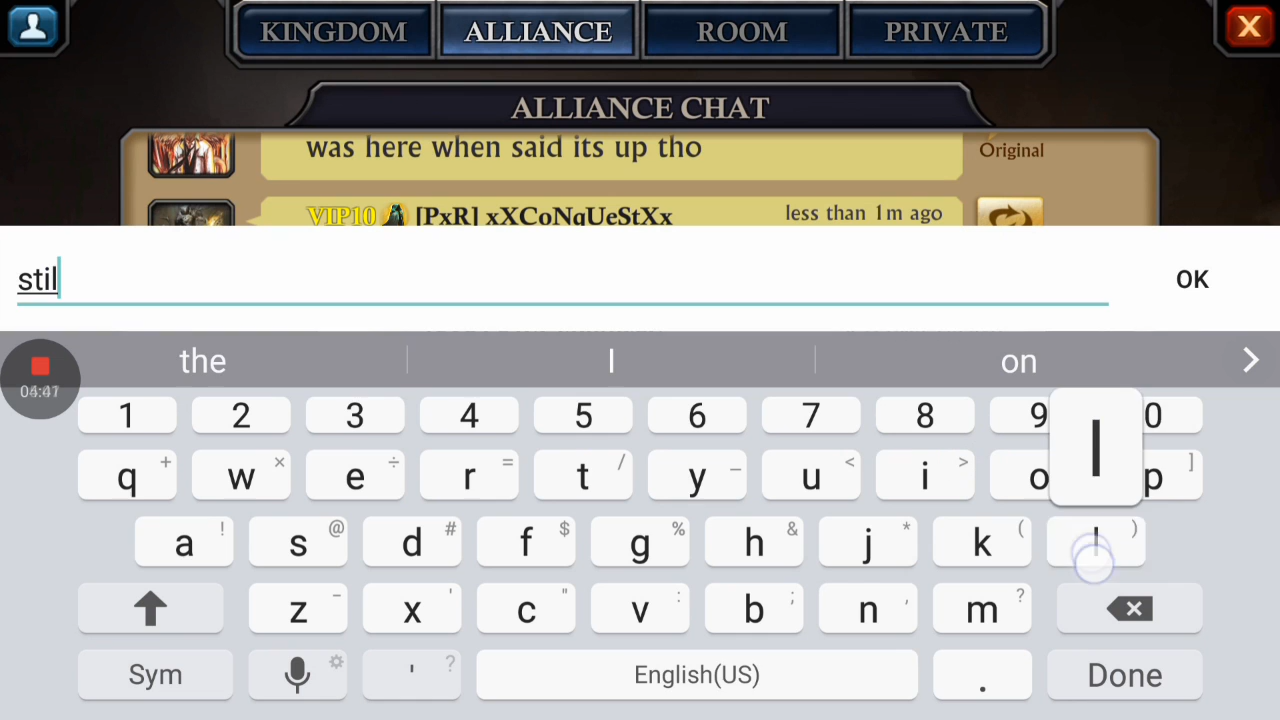 KINGDOM ALLIANCE ROOM PRIVATE X
ALLIANCE CHAT
was here when said its up tho
Original
VIP10 [PxR] xXCoNqUeStXx less than 1m ago
stil
OK
the l on
04:47
1 2 3 4 5 6 7 8 9 0
l
q + w × e ÷ r = t / y _ u < i > o p ]
a ! s @ d # f $ g % h & j * k ( l )
z - x ' c " v : b ; n , m ?
Sym ' ? English(US) . Done